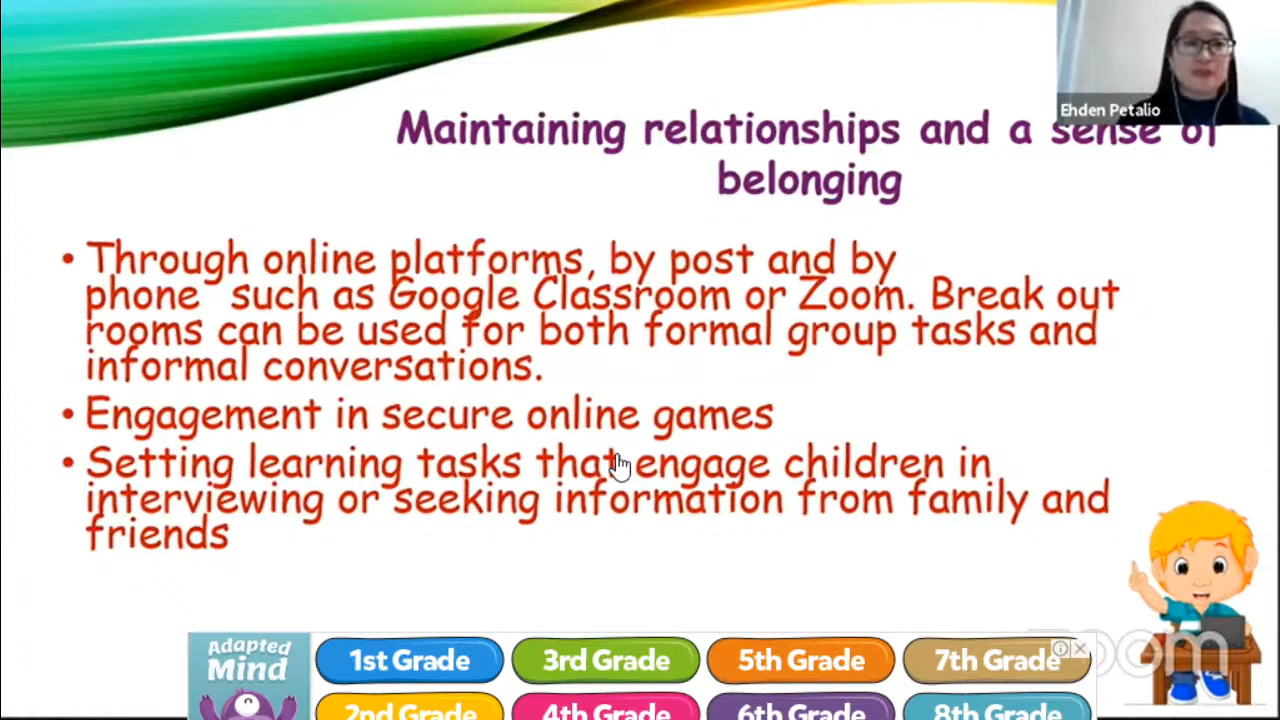 Ehden Petalio
Maintaining relationships and a sense of
belonging
• Through online platforms, by post and by
phone such as Google Classroom or Zoom. Break out
rooms can be used for both formal group tasks and
informal conversations.
• Engagement in secure online games
• Setting learning tasks that engage children in
interviewing or seeking information from family and
friends
zoom
Adapted
Mind
1st Grade
3rd Grade
5th Grade
7th Grade
2nd Grade
4th Grade
6th Grade
8th Grade